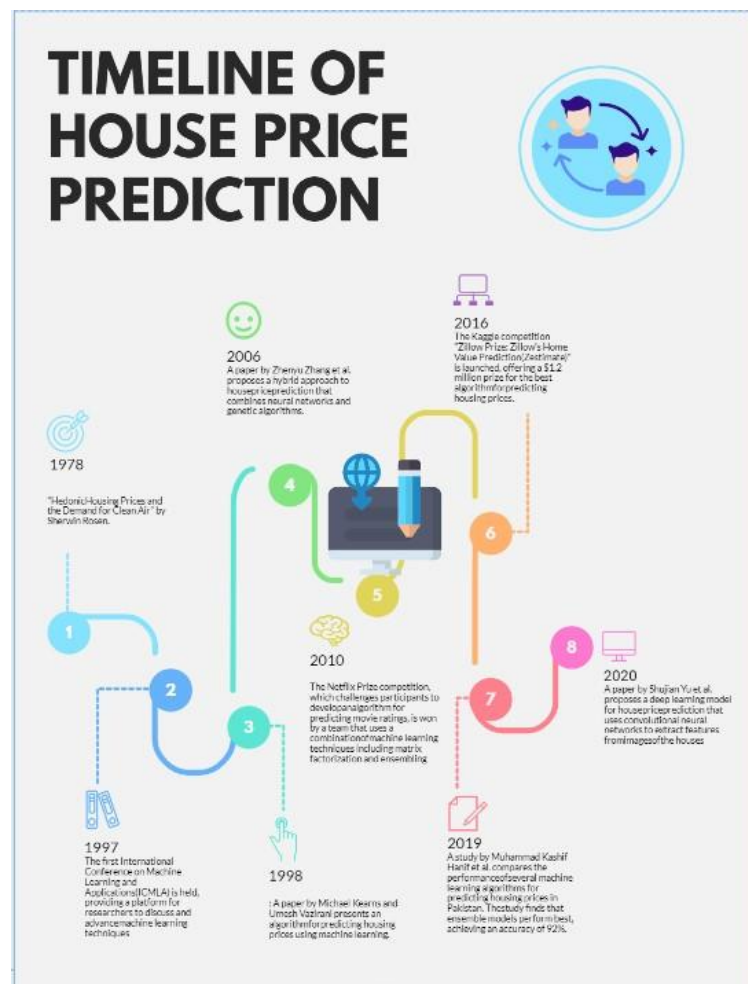 TIMELINE OF
HOUSE PRICE
PREDICTION
1978
"HedonicHousing Prices and
the Demand for Clean Air" by
Sherwin Rosen.
1
1997
The first International
Conference on Machine
Learning and
Applications(ICMLA) is held,
providing a platform for
researchers to discuss and
advancemachine learning
techniques
2
3
1998
: A paper by Michael Kearns and
Umesh Vazirani presents an
algorithmforpredicting housing
prices using machine learning.
2006
A paper by Zhenyu Zhang et al.
proposes a hybrid approach to
housepriceprediction that
combines neural networks and
genetic algorithms.
4
5
2010
The Netflix Prize competition,
which challenges participants to
developanalgorithm for
predicting movie ratings, is won
by a team that uses a
combinationofmachine learning
techniques including matrix
factorization and ensembling
2016
The Kaggle competition
"Zillow Prize: Zillow's Home
Value Prediction(Zestimate)"
is launched, offering a $1.2
million prize for the best
algorithmforpredicting
housing prices.
6
7
2019
A study by Muhammad Kashif
Hanif et al. compares the
performanceofseveral machine
learning algorithms for
predicting housing prices in
Pakistan. Thestudy finds that
ensemble models perform best,
achieving an accuracy of 92%.
8
2020
A paper by Shujian Yu et al.
proposes a deep learning model
for housepriceprediction that
uses convolutional neural
networks to extract features
fromimagesofthe houses